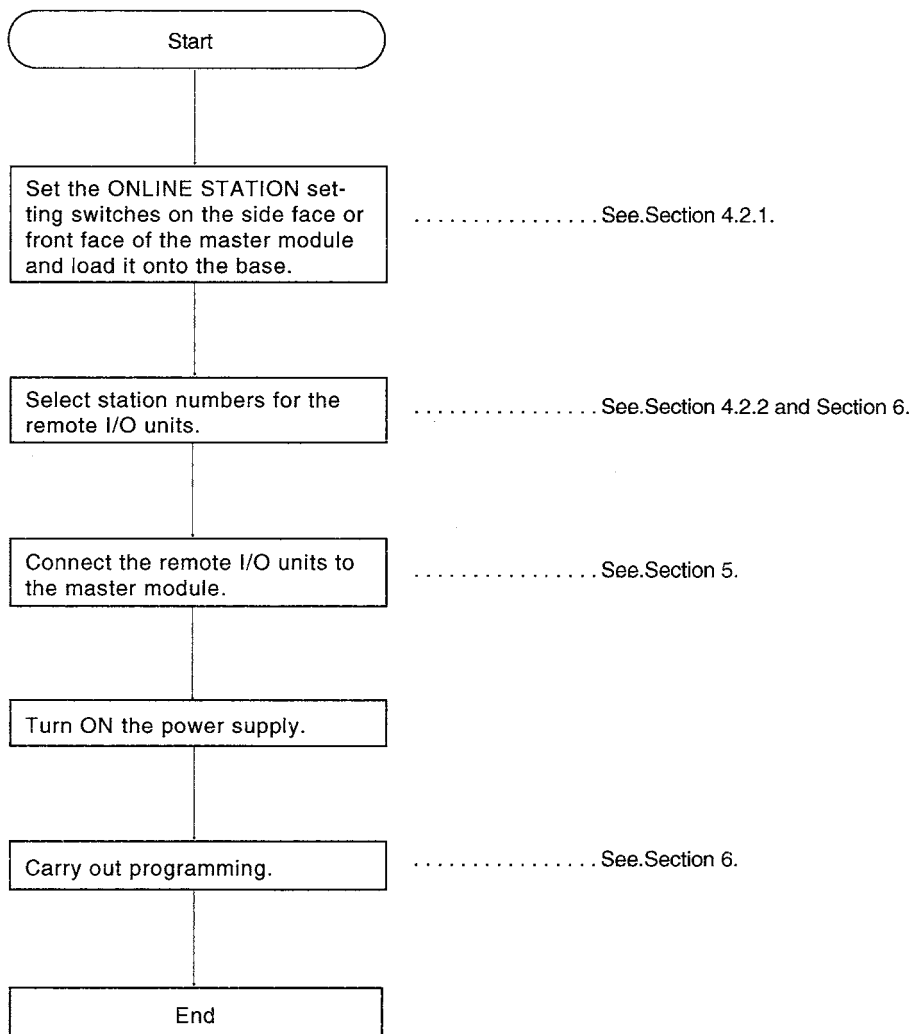 Start
Set the ONLINE STATION set-
ting switches on the side face or
front face of the master module
and load it onto the base.
................ See.Section 4.2.1.
Select station numbers for the
remote I/O units.
................ See.Section 4.2.2 and Section 6.
Connect the remote I/O units to
the master module.
................ See.Section 5.
Turn ON the power supply.
Carry out programming.
................ See.Section 6.
End